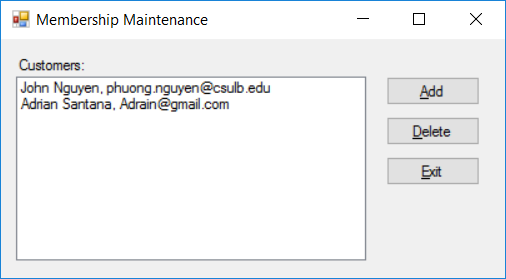 Membership Maintenance
Customers:
John Nguyen, phuong.nguyen@csulb.edu
Adrian Santana, Adrain@gmail.com
Add
Delete
Exit